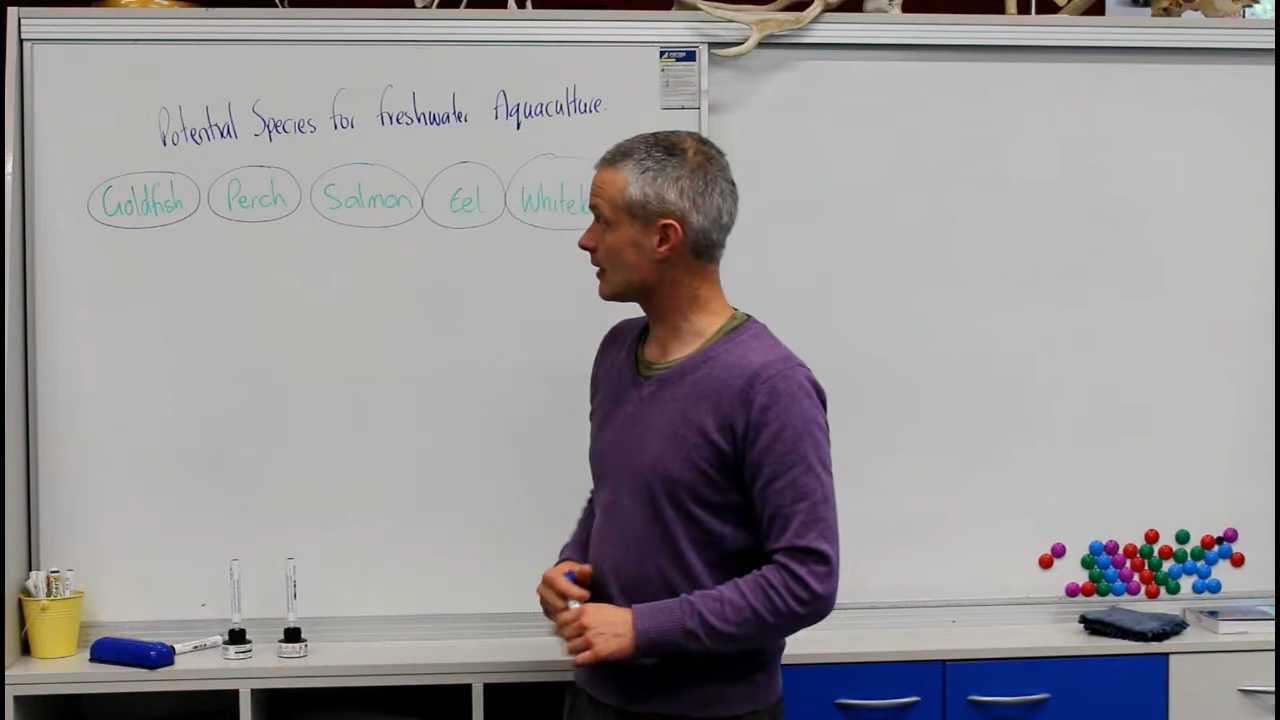 Potential Species for freshwater Aquaculture.
Goldfish Perch Salmon Eel